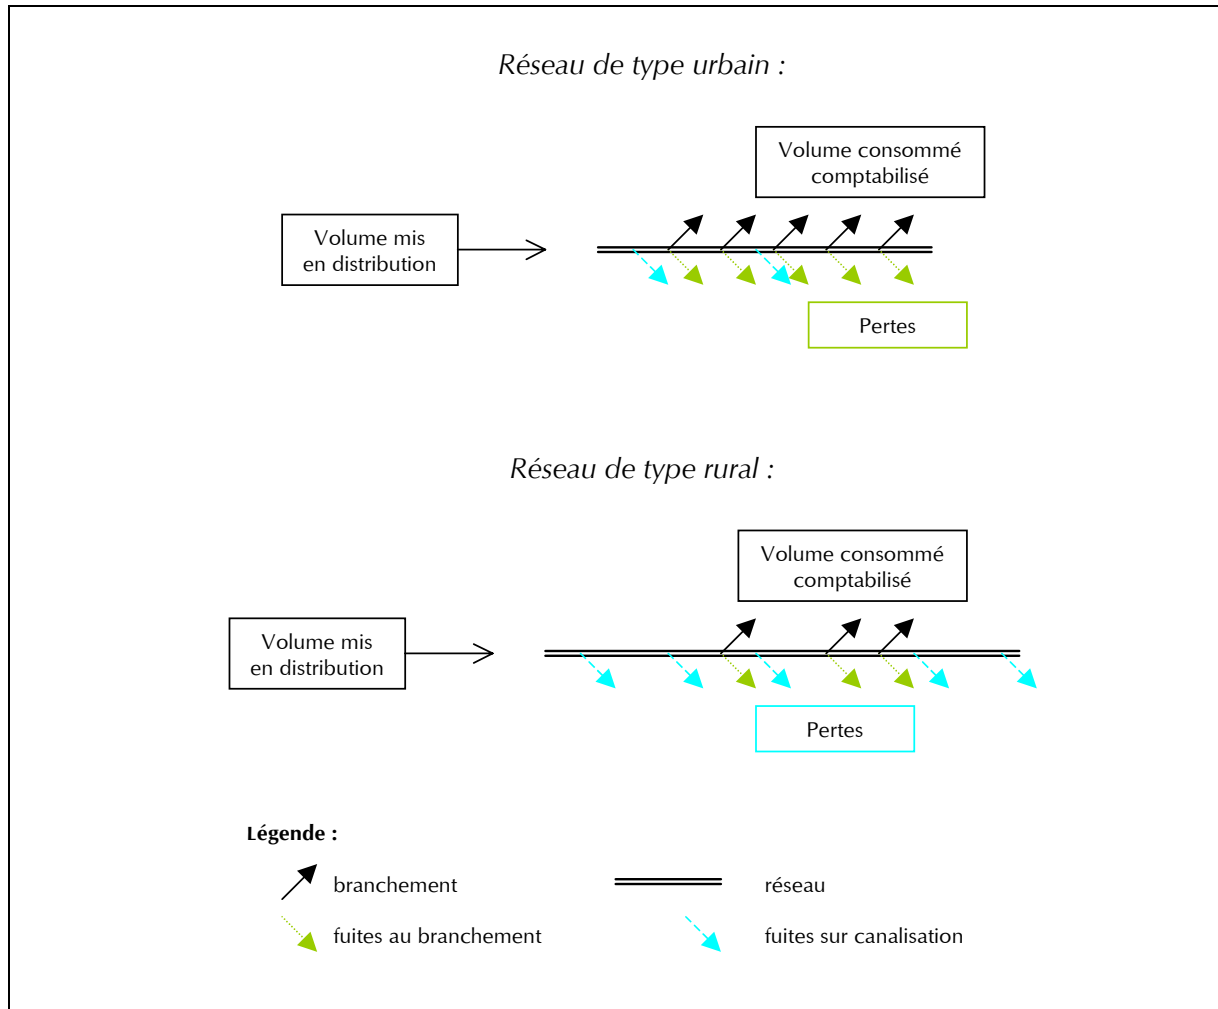 Réseau de type urbain :
Volume consommé
comptabilisé
Volume mis
en distribution
Pertes
Réseau de type rural :
Volume consommé
comptabilisé
Volume mis
en distribution
Pertes
Légende :
branchement
réseau
fuites au branchement
fuites sur canalisation